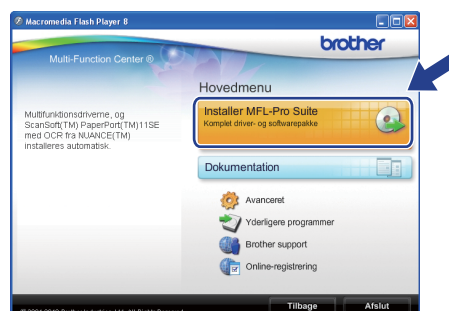 Macromedia Flash Player 8
brother
Multi-Function Center ®
Hovedmenu
Multifunktionsdriverne, og
ScanSoft(TM) PaperPort(TM)11SE
med OCR fra NUANCE(TM)
installeres automatisk.
Installer MFL-Pro Suite
Komplet driver- og softwarepakke
Dokumentation
Avanceret
Yderligere programmer
Brother support
Online-registrering
Tilbage
Afslut